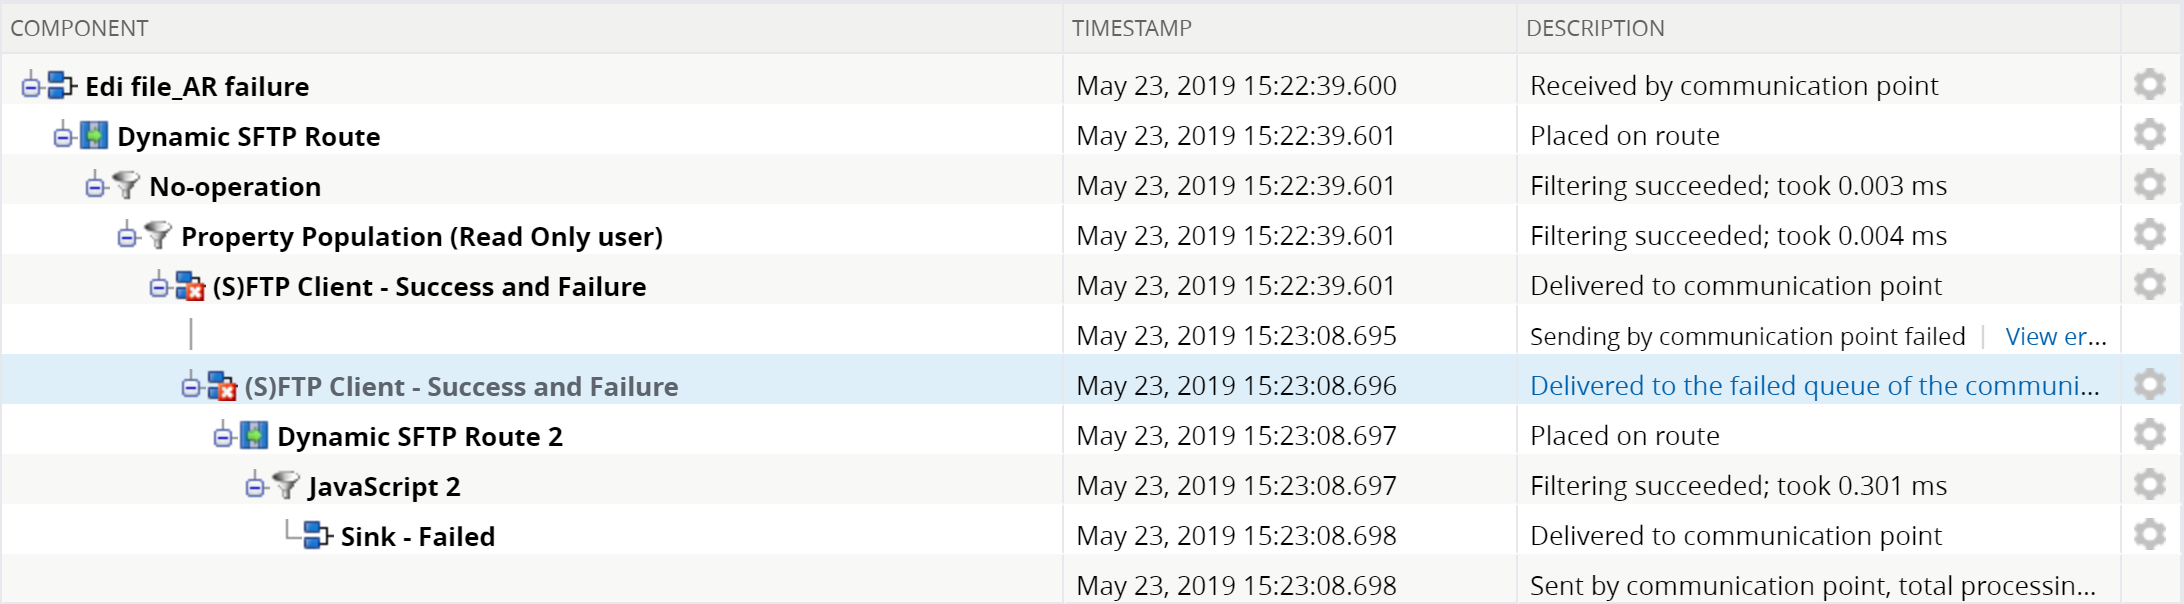 COMPONENT TIMESTAMP DESCRIPTION
Edi file_AR failure May 23, 2019 15:22:39.600 Received by communication point
Dynamic SFTP Route May 23, 2019 15:22:39.601 Placed on route
No-operation May 23, 2019 15:22:39.601 Filtering succeeded; took 0.003 ms
Property Population (Read Only user) May 23, 2019 15:22:39.601 Filtering succeeded; took 0.004 ms
(S)FTP Client - Success and Failure May 23, 2019 15:22:39.601 Delivered to communication point
May 23, 2019 15:23:08.695 Sending by communication point failed | View er...
(S)FTP Client - Success and Failure May 23, 2019 15:23:08.696 Delivered to the failed queue of the communi...
Dynamic SFTP Route 2 May 23, 2019 15:23:08.697 Placed on route
JavaScript 2 May 23, 2019 15:23:08.697 Filtering succeeded; took 0.301 ms
Sink - Failed May 23, 2019 15:23:08.698 Delivered to communication point
May 23, 2019 15:23:08.698 Sent by communication point, total processin...